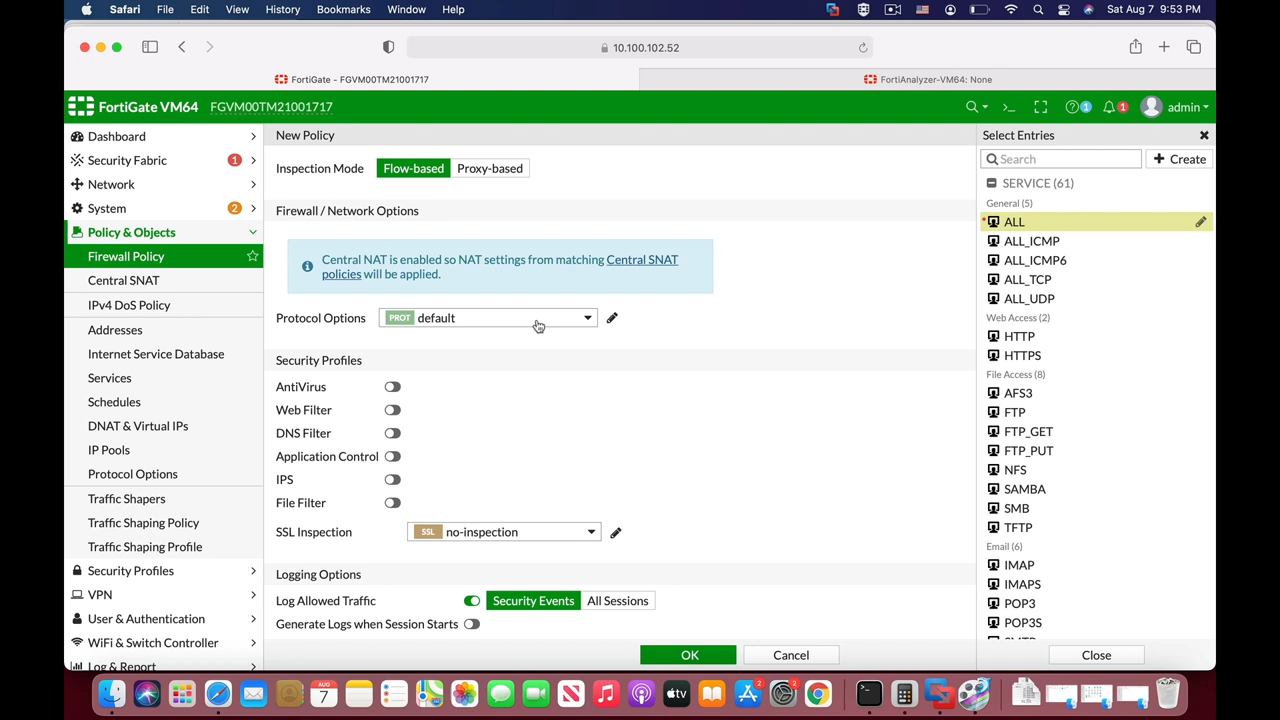 Safari File Edit View History Bookmarks Window Help Sat Aug 7 9:53 PM
10.100.102.52
FortiGate - FGVM00TM21001717
FortiAnalyzer-VM64: None
FortiGate VM64 FGVM00TM21001717
1 1 admin
Dashboard
Security Fabric 1
Network
System 2
Policy & Objects
Firewall Policy
Central SNAT
IPv4 DoS Policy
Addresses
Internet Service Database
Services
Schedules
DNAT & Virtual IPs
IP Pools
Protocol Options
Traffic Shapers
Traffic Shaping Policy
Traffic Shaping Profile
Security Profiles
VPN
User & Authentication
WiFi & Switch Controller
Log & Report
New Policy
Inspection Mode Flow-based Proxy-based
Firewall / Network Options
Central NAT is enabled so NAT settings from matching Central SNAT
policies will be applied.
Protocol Options PROT default
Security Profiles
AntiVirus
Web Filter
DNS Filter
Application Control
IPS
File Filter
SSL Inspection SSL no-inspection
Logging Options
Log Allowed Traffic Security Events All Sessions
Generate Logs when Session Starts
OK Cancel
Select Entries
Search + Create
SERVICE (61)
General (5)
ALL
ALL_ICMP
ALL_ICMP6
ALL_TCP
ALL_UDP
Web Access (2)
HTTP
HTTPS
File Access (8)
AFS3
FTP
FTP_GET
FTP_PUT
NFS
SAMBA
SMB
TFTP
Email (6)
IMAP
IMAPS
POP3
POP3S
Close
AUG
7
tv
2
2